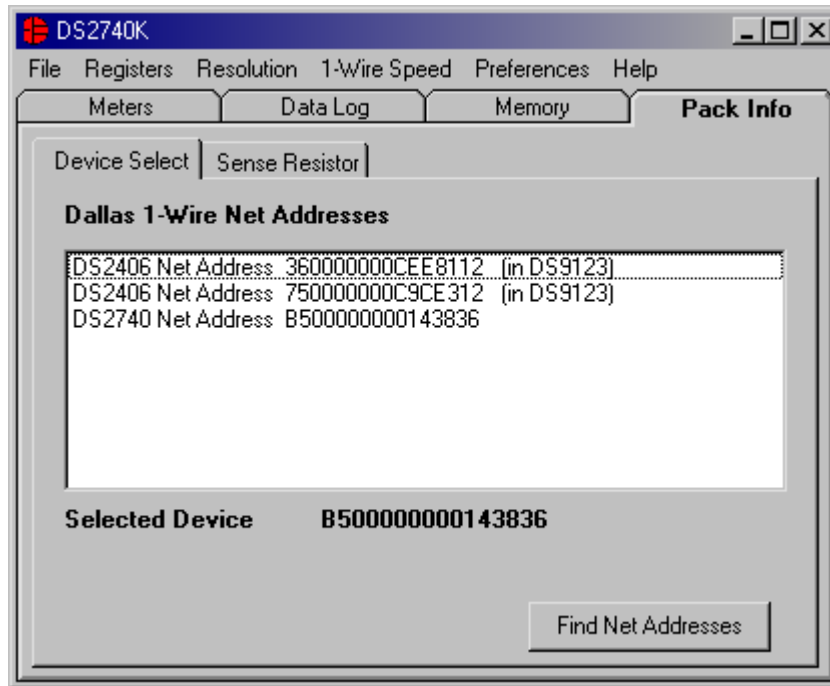 DS2740K
File Registers Resolution 1-Wire Speed Preferences Help
Meters Data Log Memory Pack Info
Device Select Sense Resistor
Dallas 1-Wire Net Addresses
DS2406 Net Address 360000000CEE8112 (in DS9123)
DS2406 Net Address 750000000C9CE312 (in DS9123)
DS2740 Net Address B500000000143836
Selected Device B500000000143836
Find Net Addresses